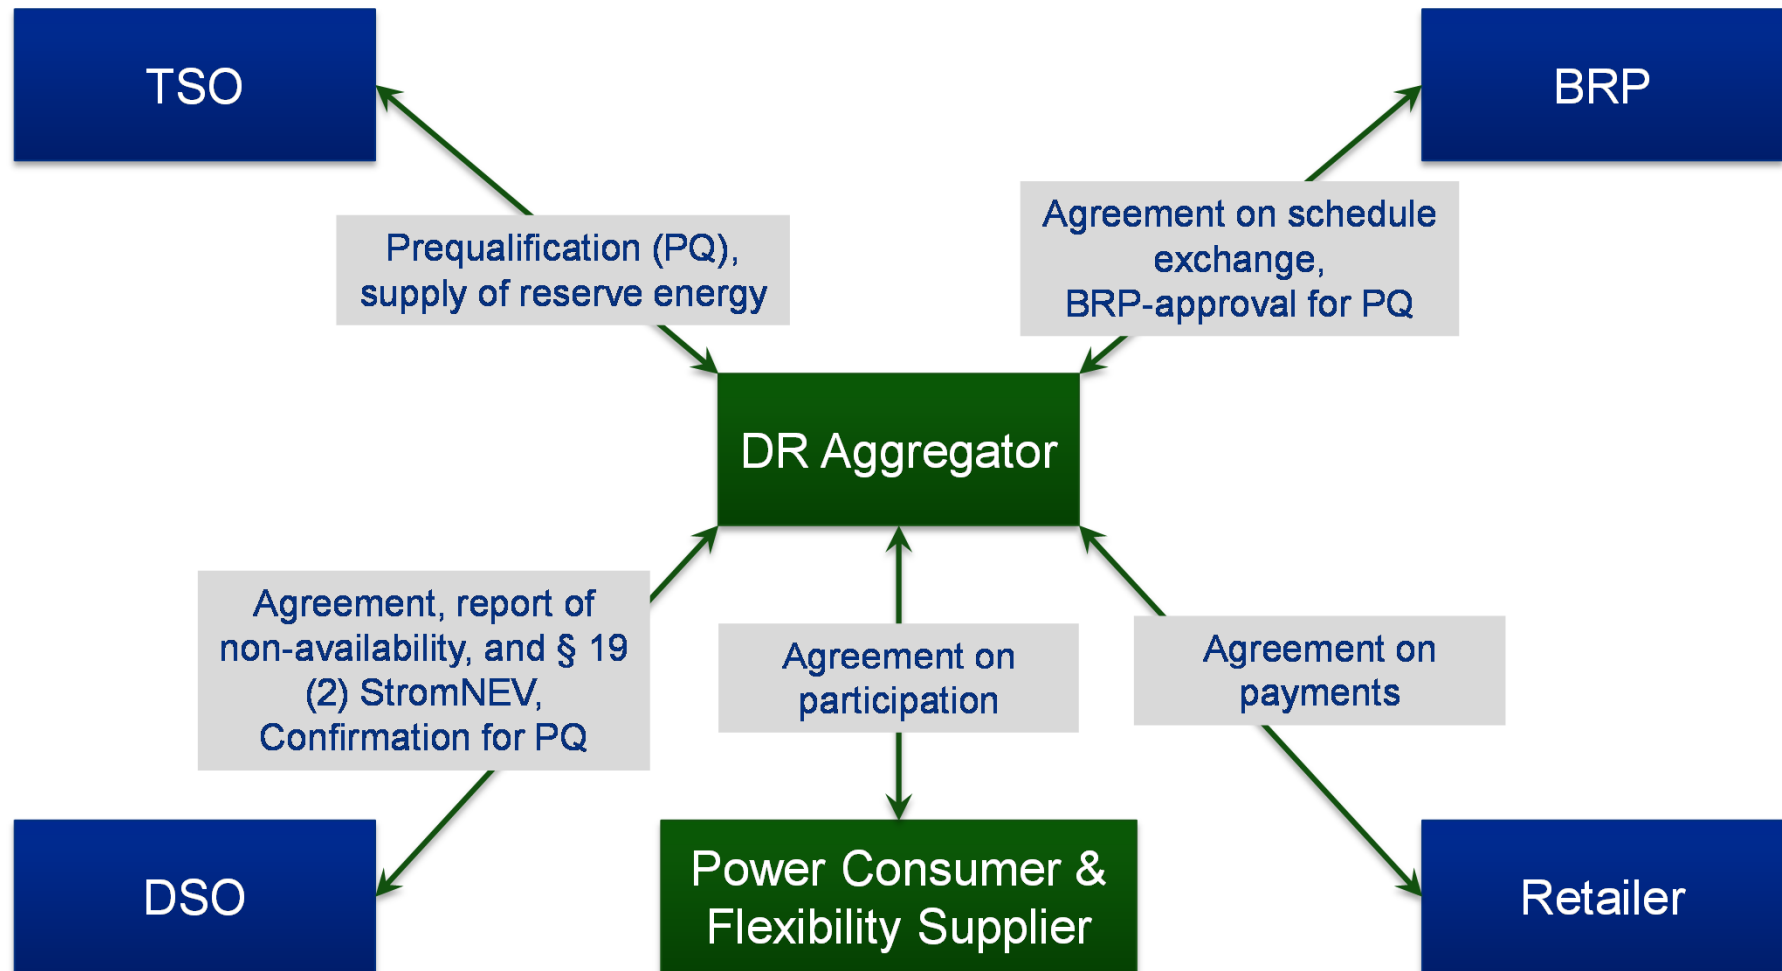 TSO
BRP
Prequalification (PQ),
supply of reserve energy
Agreement on schedule
exchange,
BRP-approval for PQ
DR Aggregator
Agreement, report of
non-availability, and § 19
(2) StromNEV,
Confirmation for PQ
Agreement on
participation
Agreement on
payments
DSO
Power Consumer &
Flexibility Supplier
Retailer